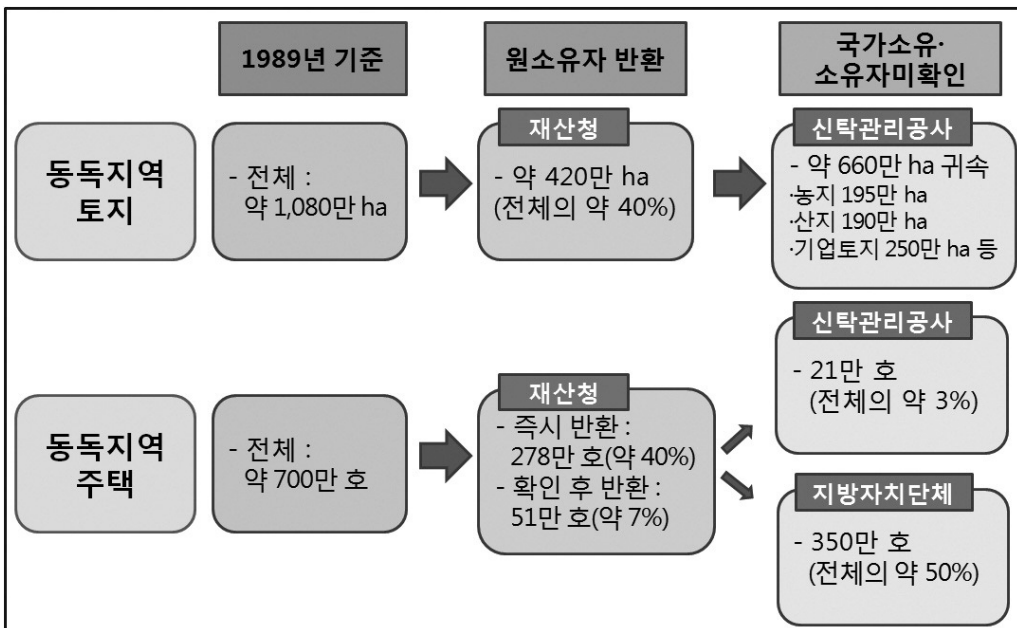 1989년 기준
원소유자 반환
국가소유·
소유자미확인
동독지역
토지
- 전체 :
약 1,080만 ha
재산청
- 약 420만 ha
(전체의 약 40%)
신탁관리공사
- 약 660만 ha 귀속
·농지 195만 ha
·산지 190만 ha
·기업토지 250만 ha 등
동독지역
주택
- 전체 :
약 700만 호
재산청
- 즉시 반환 :
278만 호(약 40%)
- 확인 후 반환 :
51만 호(약 7%)
신탁관리공사
- 21만 호
(전체의 약 3%)
지방자치단체
- 350만 호
(전체의 약 50%)